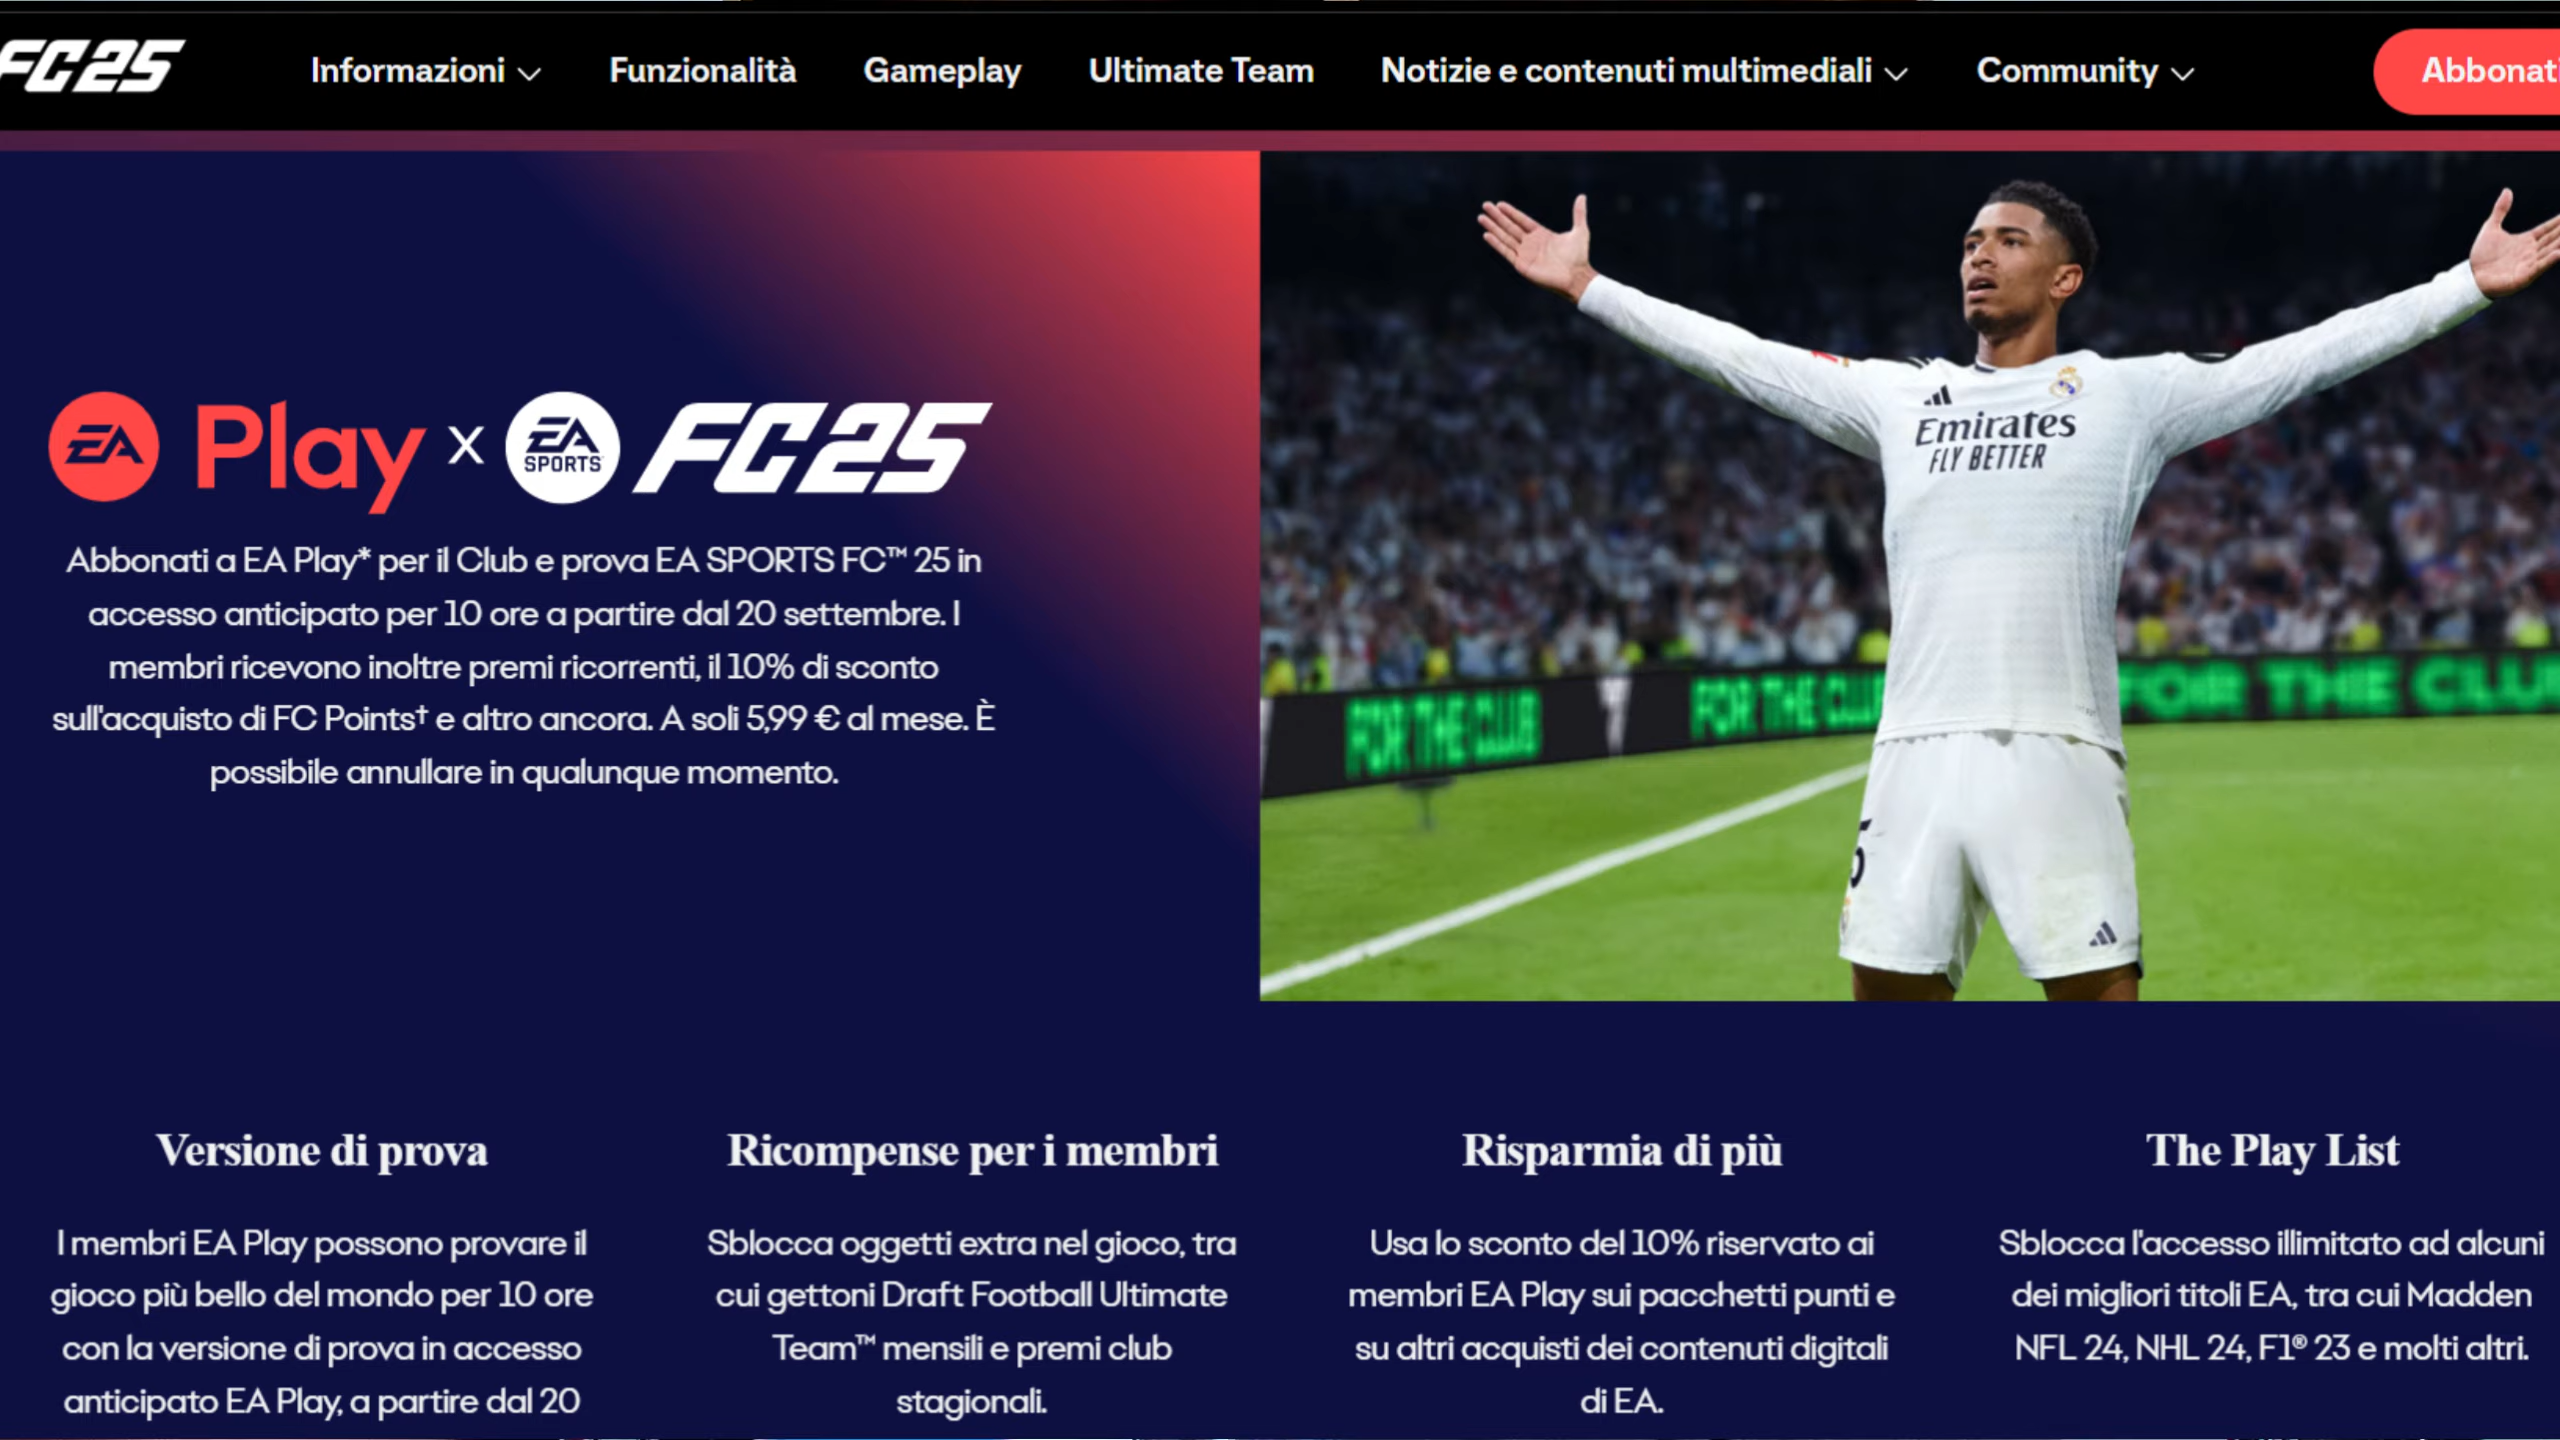 FC25
Informazioni
Funzionalità
Gameplay
Ultimate Team
Notizie e contenuti multimediali
Community
Abbonati
EA Play x EA SPORTS FC25
Abbonati a EA Play* per il Club e prova EA SPORTS FC™ 25 in
accesso anticipato per 10 ore a partire dal 20 settembre. I
membri ricevono inoltre premi ricorrenti, il 10% di sconto
sull'acquisto di FC Points† e altro ancora. A soli 5,99 € al mese. È
possibile annullare in qualunque momento.
Emirates
FLY BETTER
FOR THE CLUB
FOR THE CLUB
FOR THE CLUB
5
Versione di prova
I membri EA Play possono provare il
gioco più bello del mondo per 10 ore
con la versione di prova in accesso
anticipato EA Play, a partire dal 20
Ricompense per i membri
Sblocca oggetti extra nel gioco, tra
cui gettoni Draft Football Ultimate
Team™ mensili e premi club
stagionali.
Risparmia di più
Usa lo sconto del 10% riservato ai
membri EA Play sui pacchetti punti e
su altri acquisti dei contenuti digitali
di EA.
The Play List
Sblocca l'accesso illimitato ad alcuni
dei migliori titoli EA, tra cui Madden
NFL 24, NHL 24, F1® 23 e molti altri.